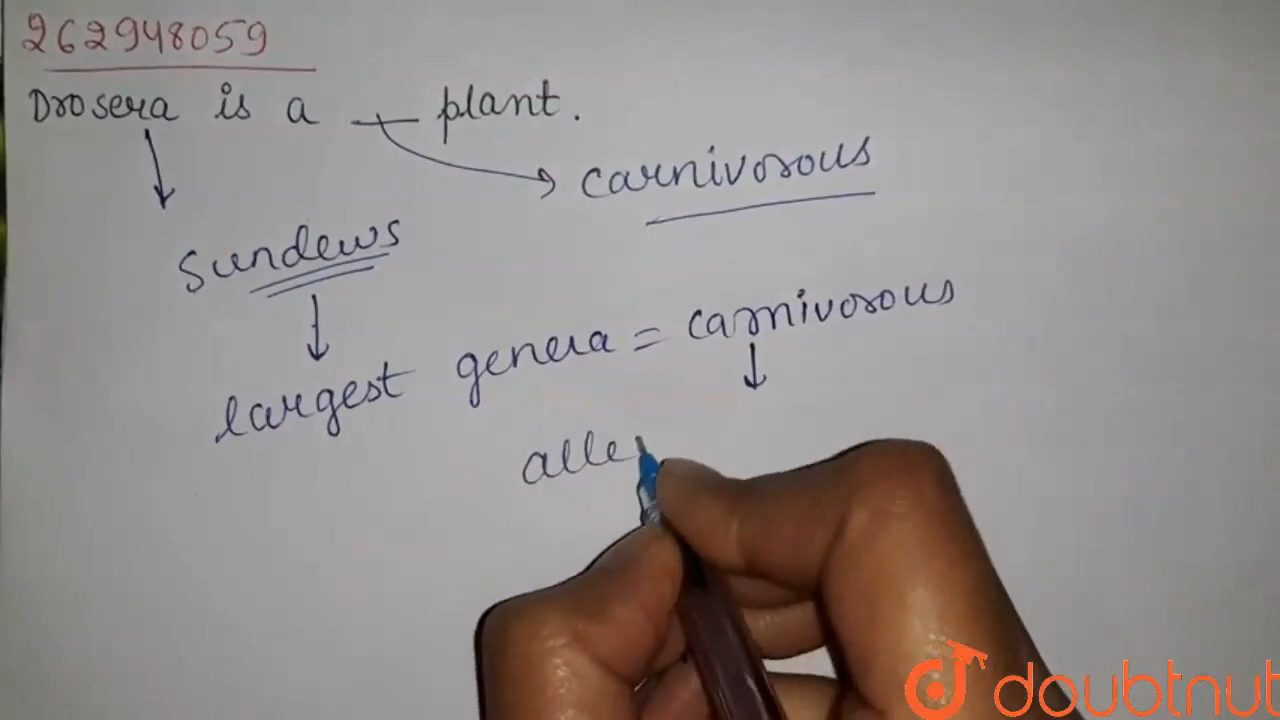 262948059
Drosera is a — plant.
carnivorous
Sundews
largest genera = carnivorous
alle
doubtnut